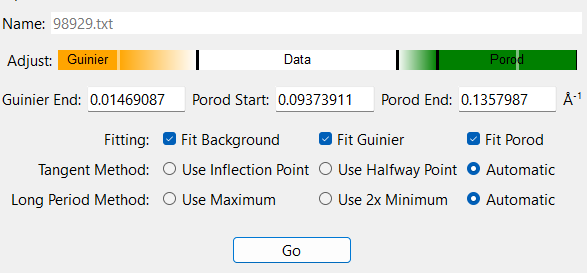 Name: 98929.txt
Adjust: Guinier Data Porod
Guinier End: 0.01469087 Porod Start: 0.09373911 Porod End: 0.1357987 Å⁻¹
Fitting: Fit Background Fit Guinier Fit Porod
Tangent Method: Use Inflection Point Use Halfway Point Automatic
Long Period Method: Use Maximum Use 2x Minimum Automatic
Go